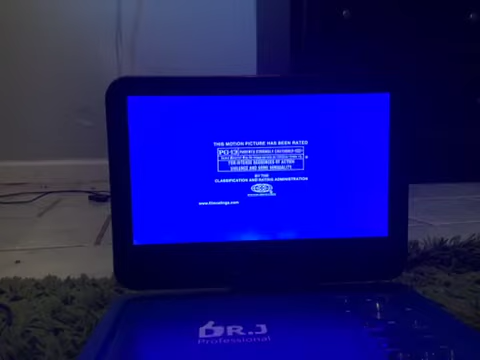 THIS MOTION PICTURE HAS BEEN RATED
PG-13 PARENTS STRONGLY CAUTIONED
FOR INTENSE SEQUENCES OF ACTION
VIOLENCE AND SOME SENSUALITY
BY THE
CLASSIFICATION AND RATING ADMINISTRATION
www.filmratings.com
DR.J
Professional